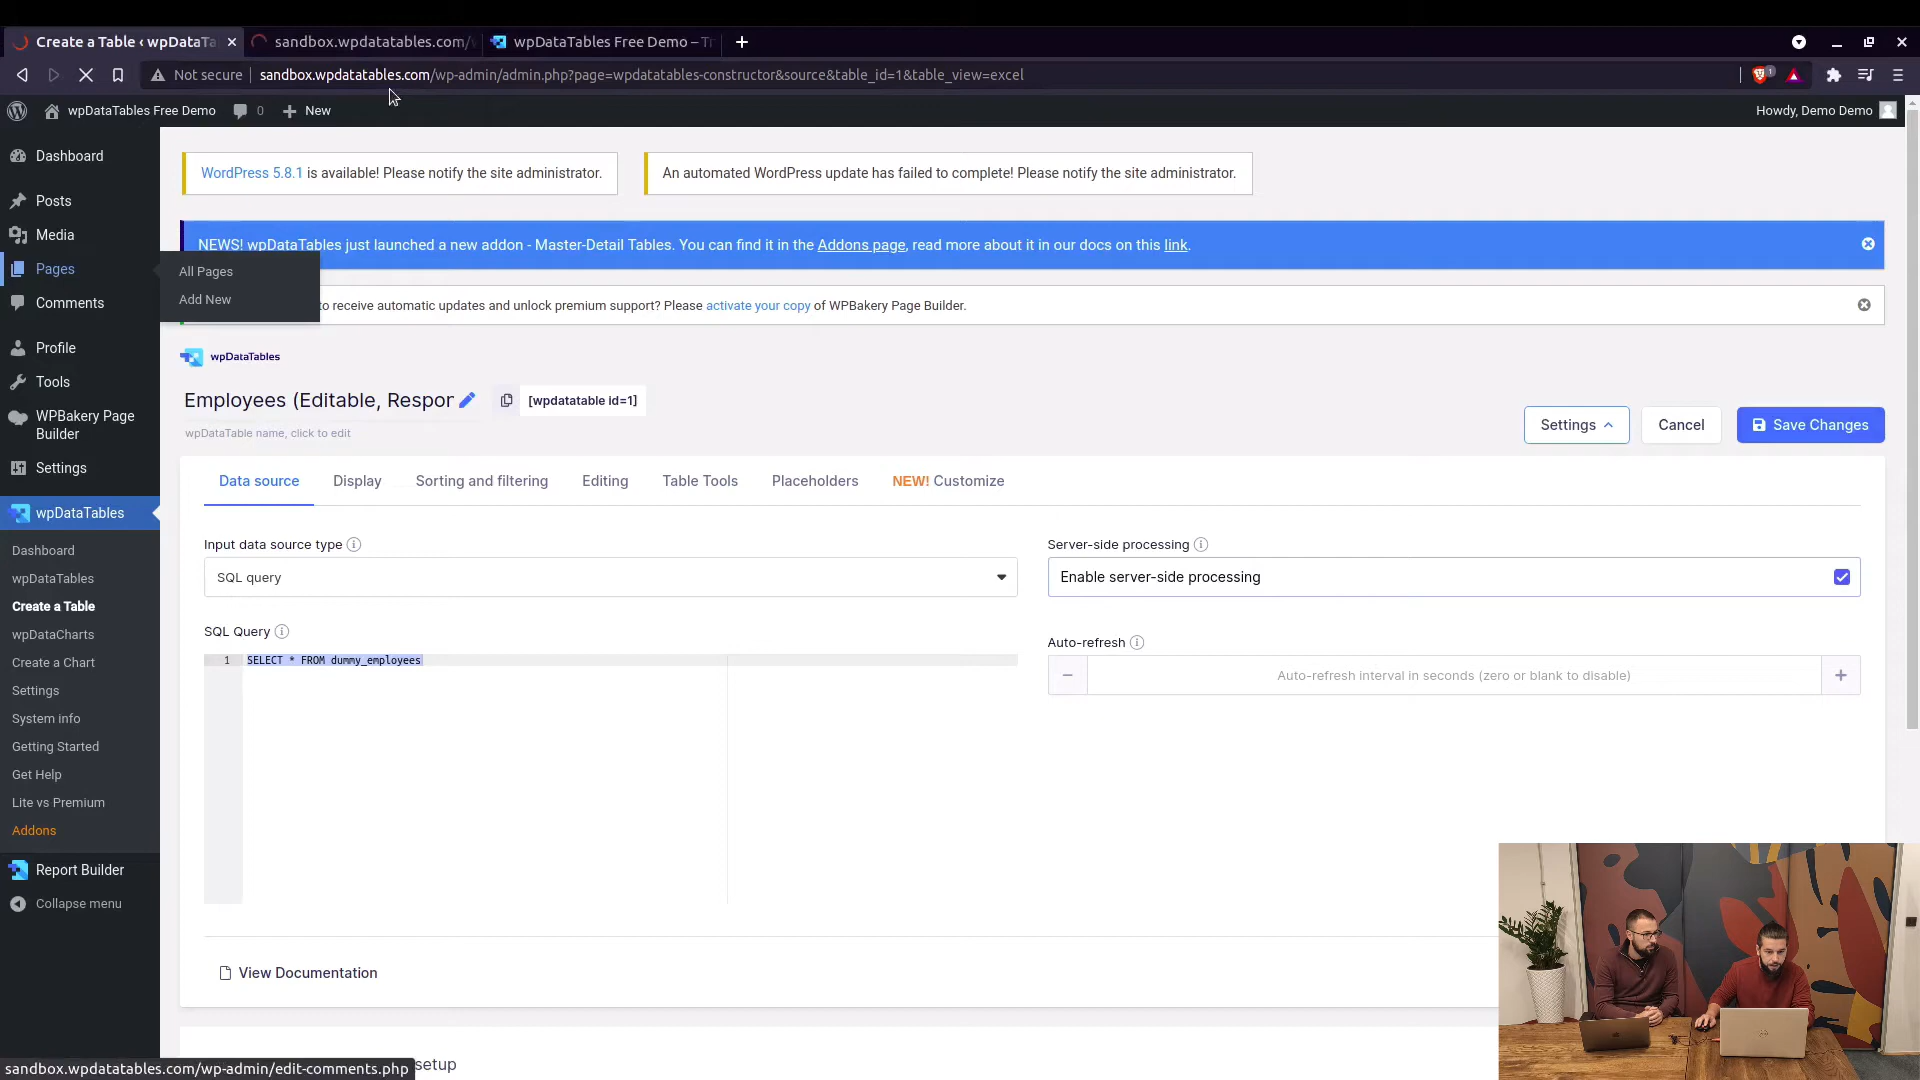 Create a Table ‹ wpDataTa
sandbox.wpdatatables.com/w
wpDataTables Free Demo – Tr
Not secure
sandbox.wpdatatables.com/wp-admin/admin.php?page=wpdatatables-constructor&source&table_id=1&table_view=excel
1
wpDataTables Free Demo
0
New
Howdy, Demo Demo
Dashboard
Posts
Media
Pages
All Pages
Add New
Comments
Profile
Tools
WPBakery Page
Builder
Settings
wpDataTables
Dashboard
wpDataTables
Create a Table
wpDataCharts
Create a Chart
Settings
System info
Getting Started
Get Help
Lite vs Premium
Addons
Report Builder
Collapse menu
sandbox.wpdatatables.com/wp-admin/edit-comments.php
WordPress 5.8.1 is available! Please notify the site administrator.
An automated WordPress update has failed to complete! Please notify the site administrator.
NEWS! wpDataTables just launched a new addon - Master-Detail Tables. You can find it in the Addons page, read more about it in our docs on this link.
to receive automatic updates and unlock premium support? Please activate your copy of WPBakery Page Builder.
wpDataTables
Employees (Editable, Respor
[wpdatatable id=1]
wpDataTable name, click to edit
Settings
Cancel
Save Changes
Data source
Display
Sorting and filtering
Editing
Table Tools
Placeholders
NEW! Customize
Input data source type
SQL query
Server-side processing
Enable server-side processing
SQL Query
1
SELECT * FROM dummy_employees
Auto-refresh
Auto-refresh interval in seconds (zero or blank to disable)
View Documentation
setup